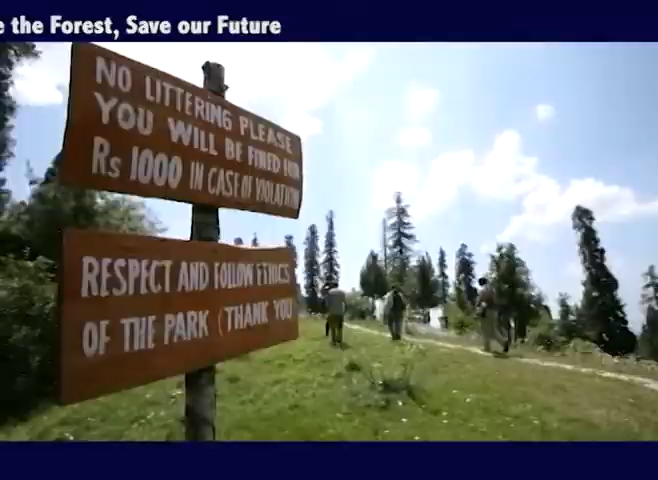 e the Forest, Save our Future
NO LITTERING PLEASE
YOU WILL BE FINED FOR
Rs 1000 IN CASE OF VIOLATION
RESPECT AND FOLLOW ETHICS
OF THE PARK (THANK YOU